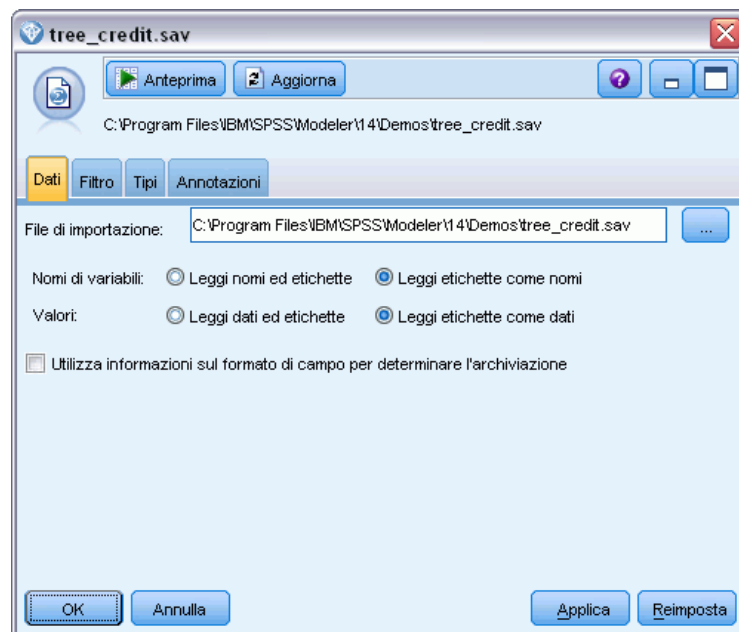 tree_credit.sav
Anteprima Aggiorna ?
C:\Program Files\IBM\SPSS\Modeler\14\Demos\tree_credit.sav
Dati Filtro Tipi Annotazioni
File di importazione: C:\Program Files\IBM\SPSS\Modeler\14\Demos\tree_credit.sav ...
Nomi di variabili: Leggi nomi ed etichette Leggi etichette come nomi
Valori: Leggi dati ed etichette Leggi etichette come dati
Utilizza informazioni sul formato di campo per determinare l'archiviazione
OK Annulla Applica Reimposta